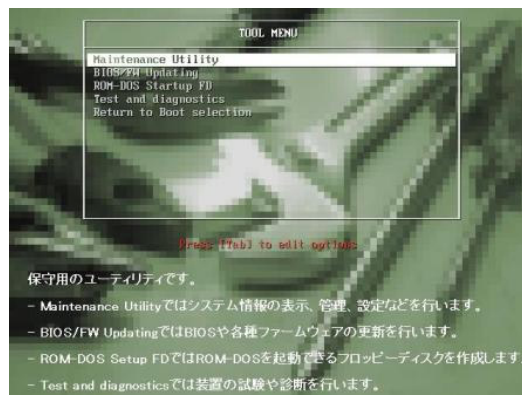 TOOL MENU
Maintenance Utility
BIOS/FW Updating
ROM-DOS Startup FD
Test and diagnostics
Return to Boot selection
Press [Tab] to edit options
保守用のユーティリティです。
- Maintenance Utilityではシステム情報の表示、管理、設定などを行います。
- BIOS/FW UpdatingではBIOSや各種ファームウェアの更新を行います。
- ROM-DOS Setup FDではROM-DOSを起動できるフロッピーディスクを作成します
- Test and diagnosticsでは装置の試験や診断を行います。